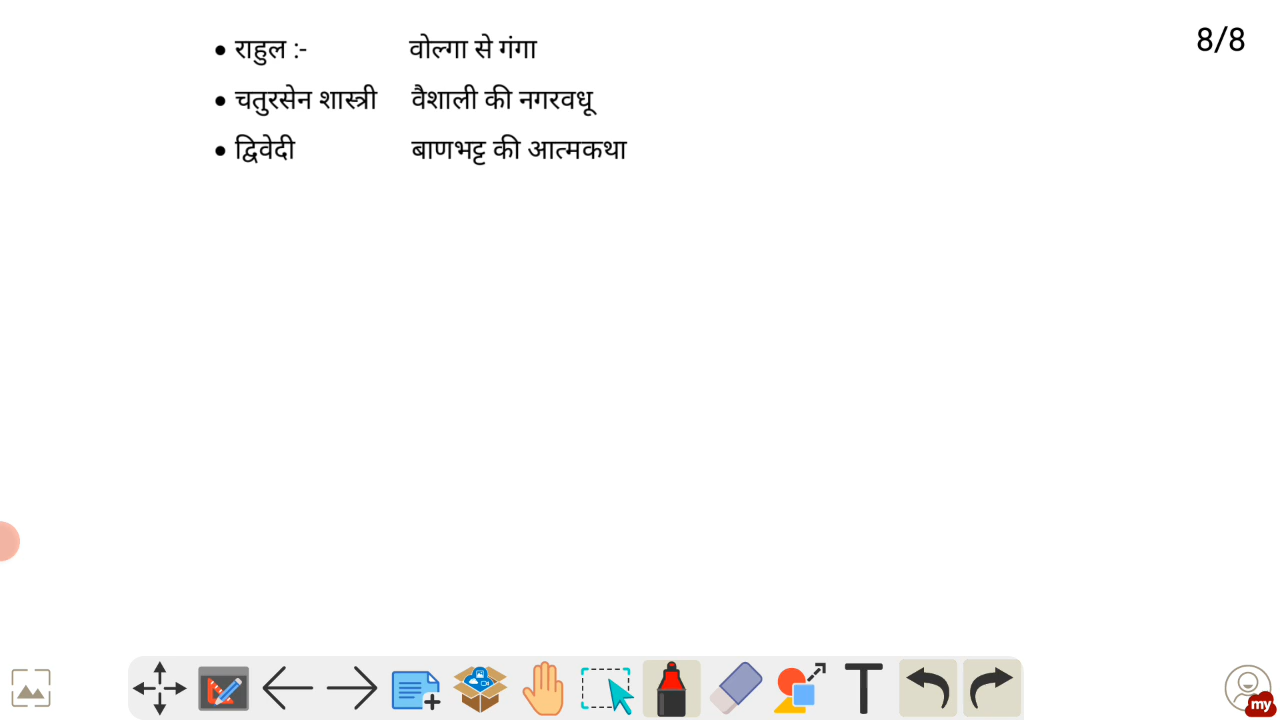 8/8
• राहुल :- वोल्गा से गंगा
• चतुरसेन शास्त्री वैशाली की नगरवधू
• द्विवेदी बाणभट्ट की आत्मकथा
T
my